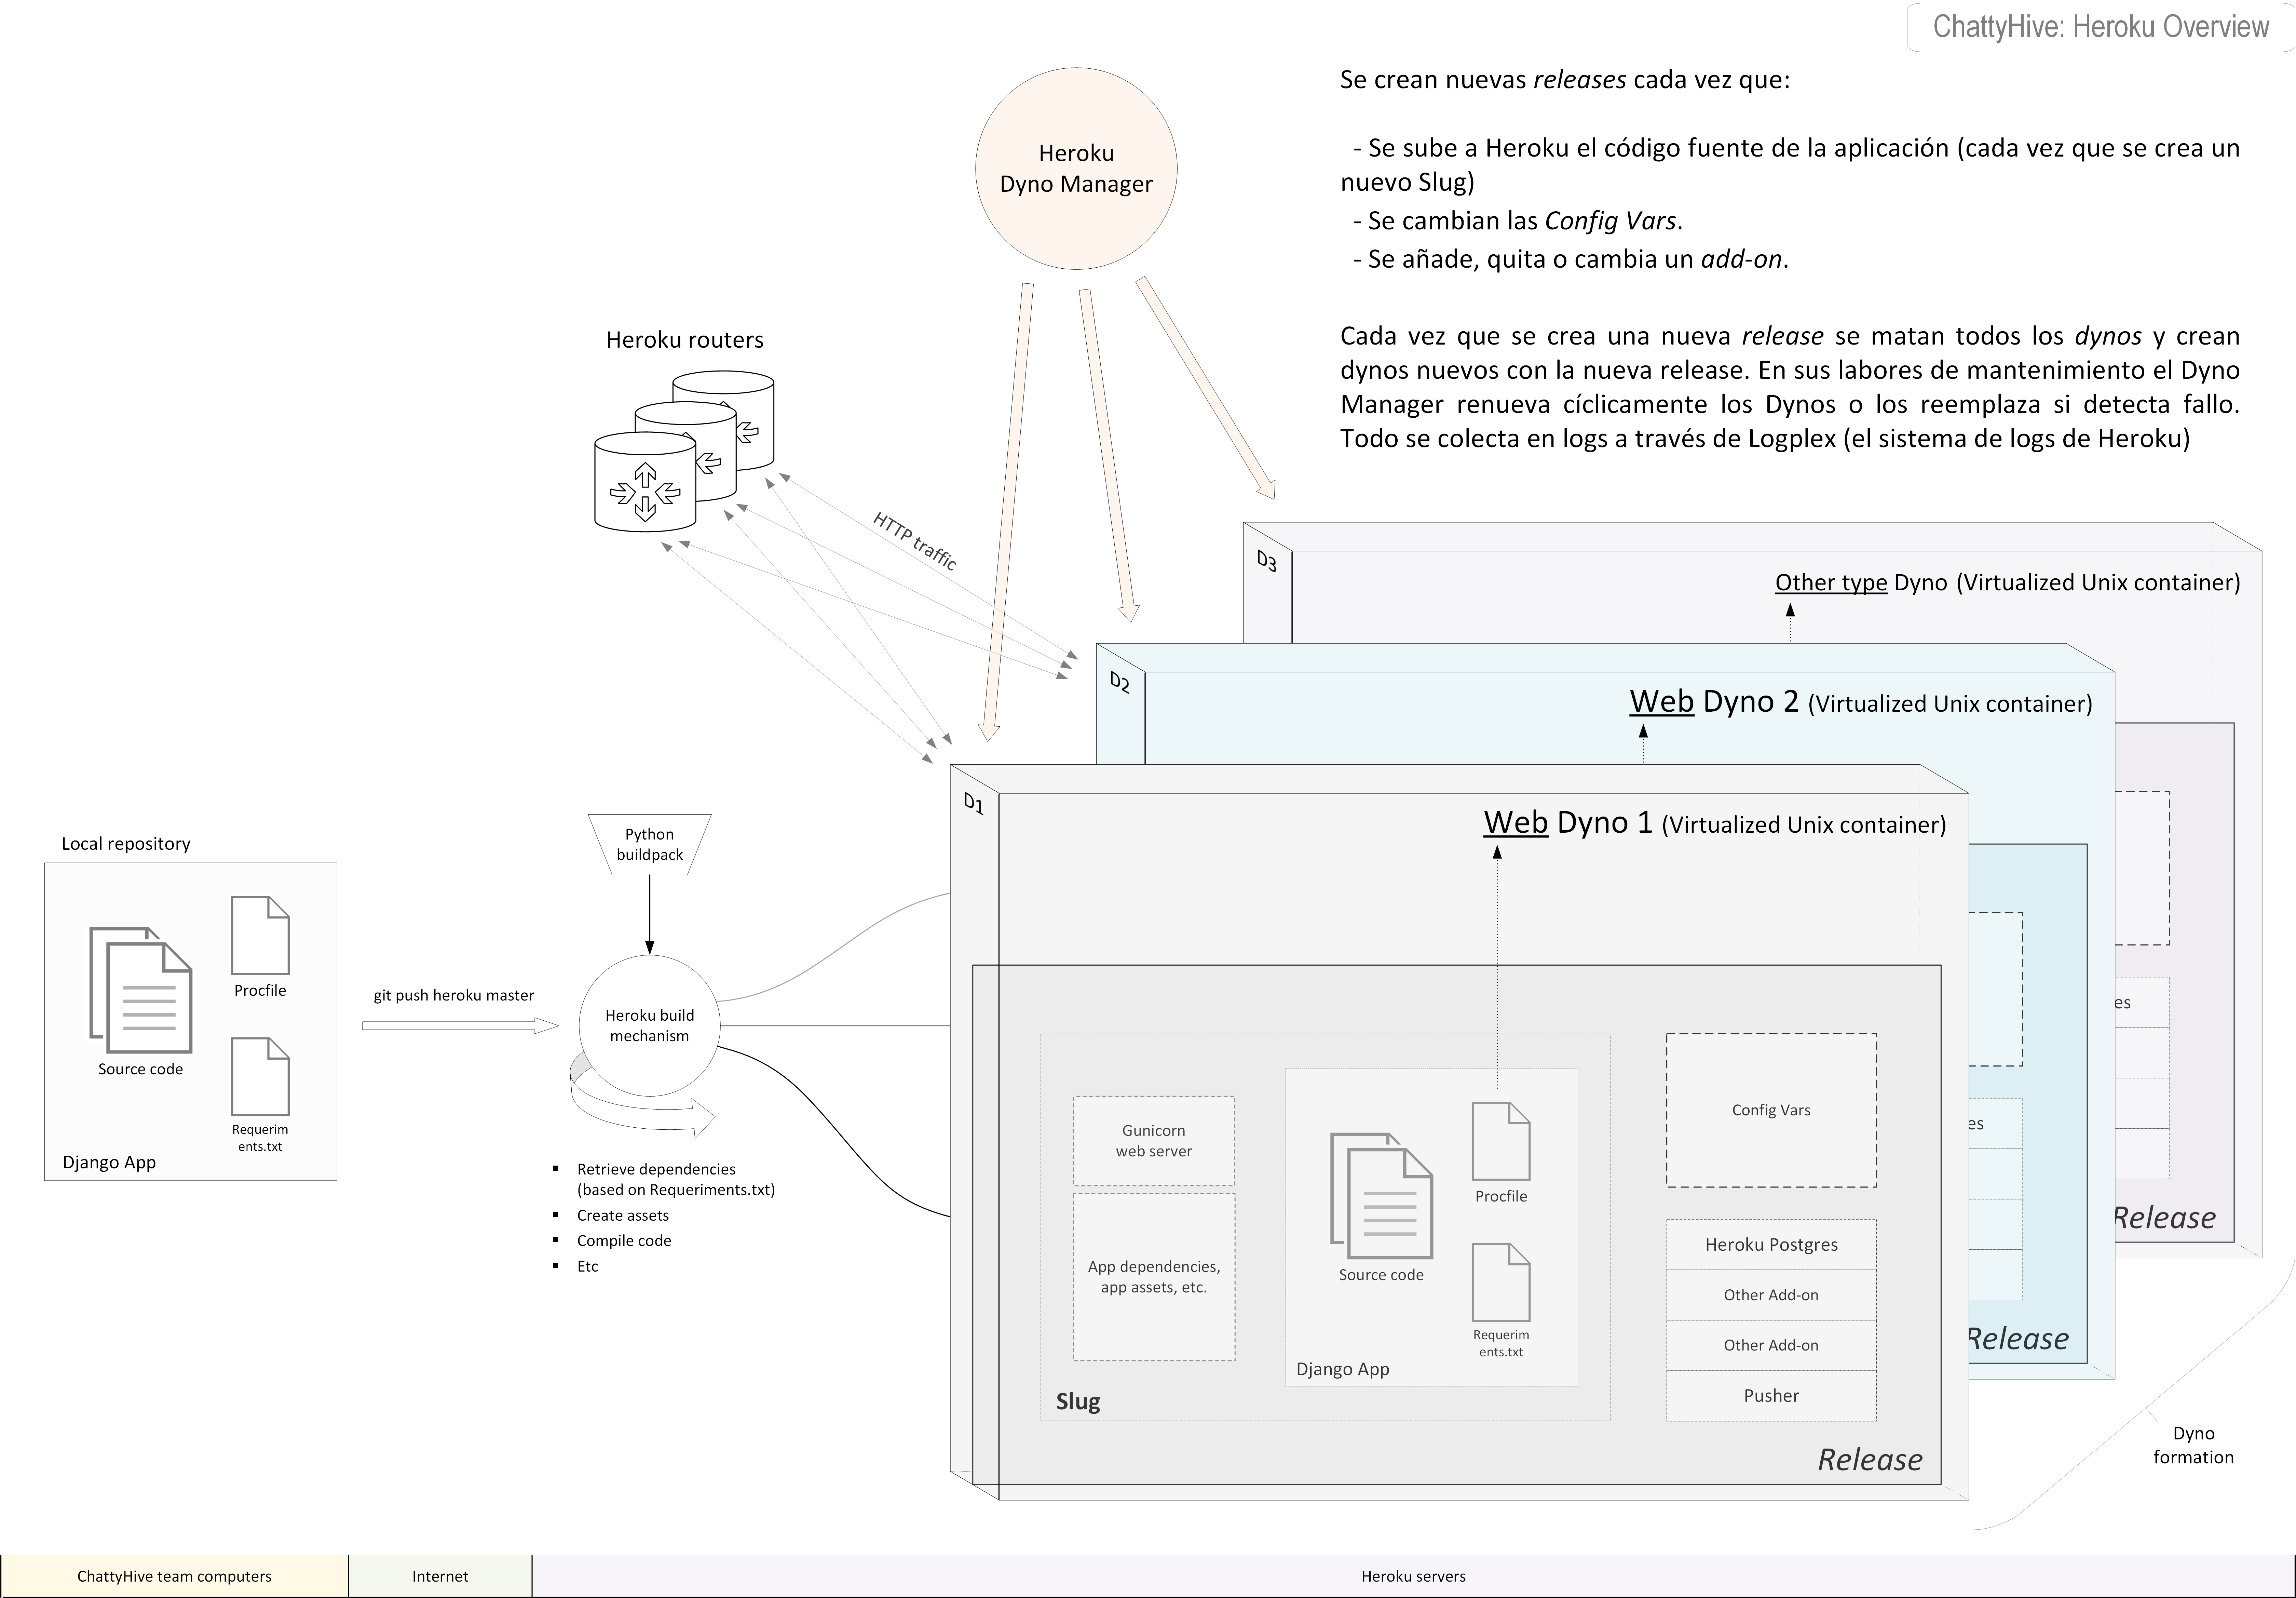 ChattyHive: Heroku Overview
Se crean nuevas releases cada vez que:
- Se sube a Heroku el código fuente de la aplicación (cada vez que se crea un
nuevo Slug)
- Se cambian las Config Vars.
- Se añade, quita o cambia un add-on.
Cada vez que se crea una nueva release se matan todos los dynos y crean
dynos nuevos con la nueva release. En sus labores de mantenimiento el Dyno
Manager renueva cíclicamente los Dynos o los reemplaza si detecta fallo.
Todo se colecta en logs a través de Logplex (el sistema de logs de Heroku)
Heroku
Dyno Manager
Heroku routers
HTTP traffic
D3
Other type Dyno (Virtualized Unix container)
D2
Web Dyno 2 (Virtualized Unix container)
D1
Web Dyno 1 (Virtualized Unix container)
Local repository
Procfile
Source code
Requerim
ents.txt
Django App
git push heroku master
Python
buildpack
Heroku build
mechanism
▪ Retrieve dependencies
(based on Requeriments.txt)
▪ Create assets
▪ Compile code
▪ Etc
Gunicorn
web server
App dependencies,
app assets, etc.
Slug
Procfile
Source code
Requerim
ents.txt
Django App
Config Vars
Heroku Postgres
Other Add-on
Other Add-on
Pusher
Release
es
Release
es
Release
Dyno
formation
ChattyHive team computers
Internet
Heroku servers